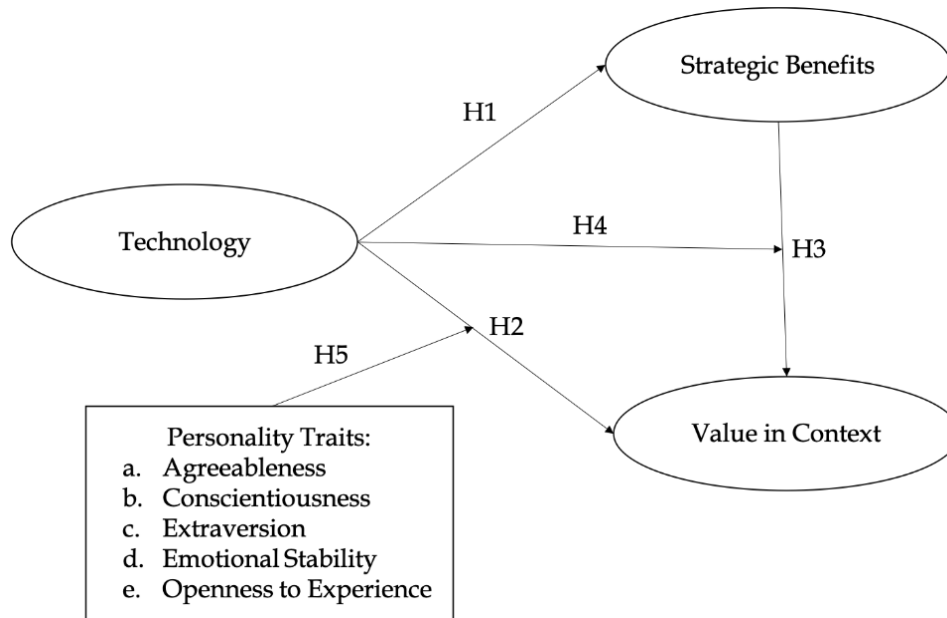 Strategic Benefits
H1
Technology
H4
H3
H2
H5
Value in Context
Personality Traits:
a. Agreeableness
b. Conscientiousness
c. Extraversion
d. Emotional Stability
e. Openness to Experience